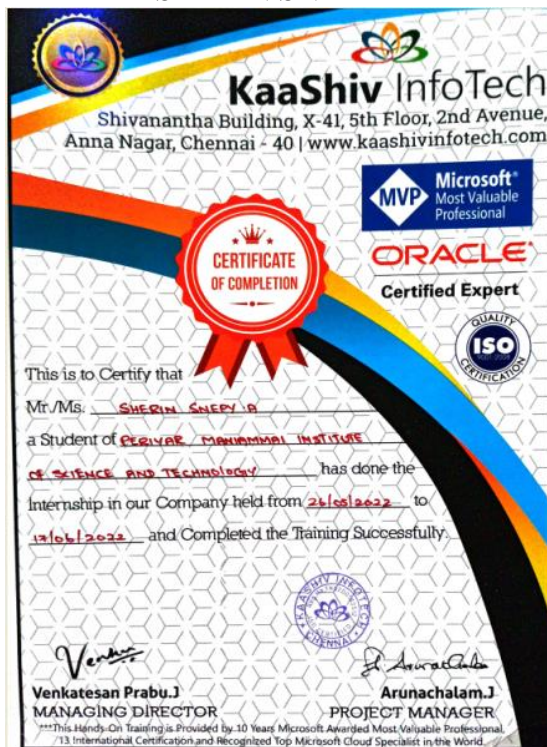 KaaShiv InfoTech
Shivanantha Building, X-41, 5th Floor, 2nd Avenue,
Anna Nagar, Chennai - 40 | www.kaashivinfotech.com
MVP
Microsoft®
Most Valuable
Professional
ORACLE®
Certified Expert
CERTIFICATE
OF COMPLETION
QUALITY
ISO
9001:2008
CERTIFICATION
This is to Certify that
Mr./Ms. SHERIN SNEPY A
a Student of PERIYAR MANIAMMAI INSTITUTE
OF SCIENCE AND TECHNOLOGY has done the
Internship in our Company held from 26/05/2022 to
17/06/2022 and Completed the Training Successfully.
KAASHIV INFOTECH
CHENNAI
Venkatesan Prabu.J
MANAGING DIRECTOR
Arunachalam.J
PROJECT MANAGER
***This Hands-On Training is Provided by 10 Years Microsoft Awarded Most Valuable Professional,
13 International Certification and Recognized Top Microsoft Cloud Specialist in the World